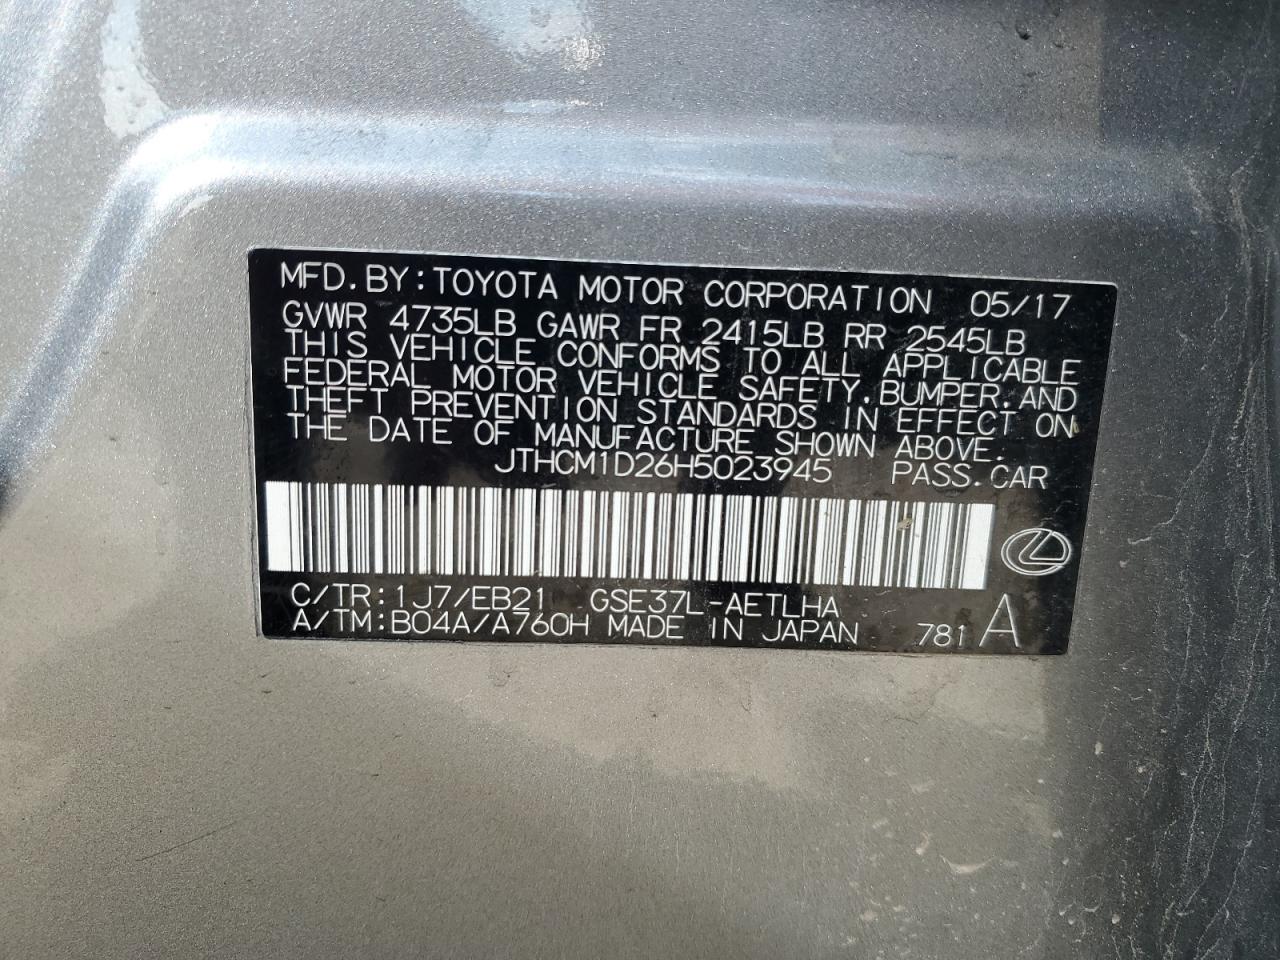 MFD.BY:TOYOTA MOTOR CORPORATION 05/17
GVWR 4735LB GAWR FR 2415LB RR 2545LB
THIS VEHICLE CONFORMS TO ALL APPLICABLE
FEDERAL MOTOR VEHICLE SAFETY,BUMPER,AND
THEFT PREVENTION STANDARDS IN EFFECT ON
THE DATE OF MANUFACTURE SHOWN ABOVE.
JTHCM1D26H5023945 PASS.CAR
C/TR:1J7/EB21 GSE37L-AETLHA
A/TM:B04A/A760H MADE IN JAPAN 781 A